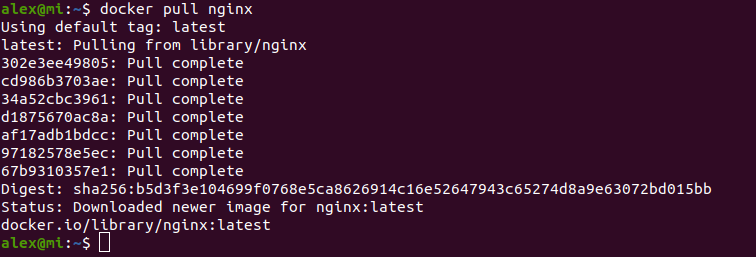 alex@mi:~$ docker pull nginx
Using default tag: latest
latest: Pulling from library/nginx
302e3ee49805: Pull complete
cd986b3703ae: Pull complete
34a52cbc3961: Pull complete
d1875670ac8a: Pull complete
af17adb1bdcc: Pull complete
97182578e5ec: Pull complete
67b9310357e1: Pull complete
Digest: sha256:b5d3f3e104699f0768e5ca8626914c16e52647943c65274d8a9e63072bd015bb
Status: Downloaded newer image for nginx:latest
docker.io/library/nginx:latest
alex@mi:~$